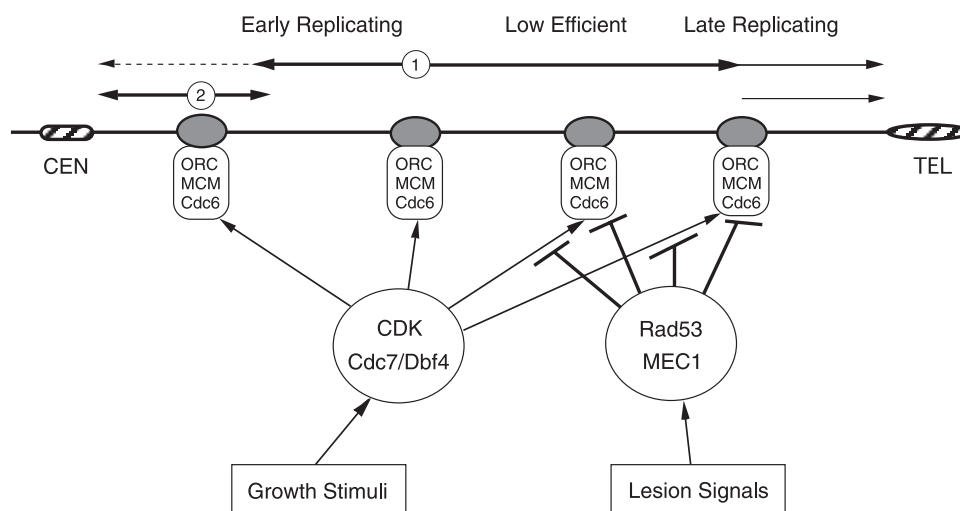 Early Replicating Low Efficient Late Replicating
1
2
CEN TEL
ORC ORC ORC ORC
MCM MCM MCM MCM
Cdc6 Cdc6 Cdc6 Cdc6
CDK
Cdc7/Dbf4
Rad53
MEC1
Growth Stimuli
Lesion Signals